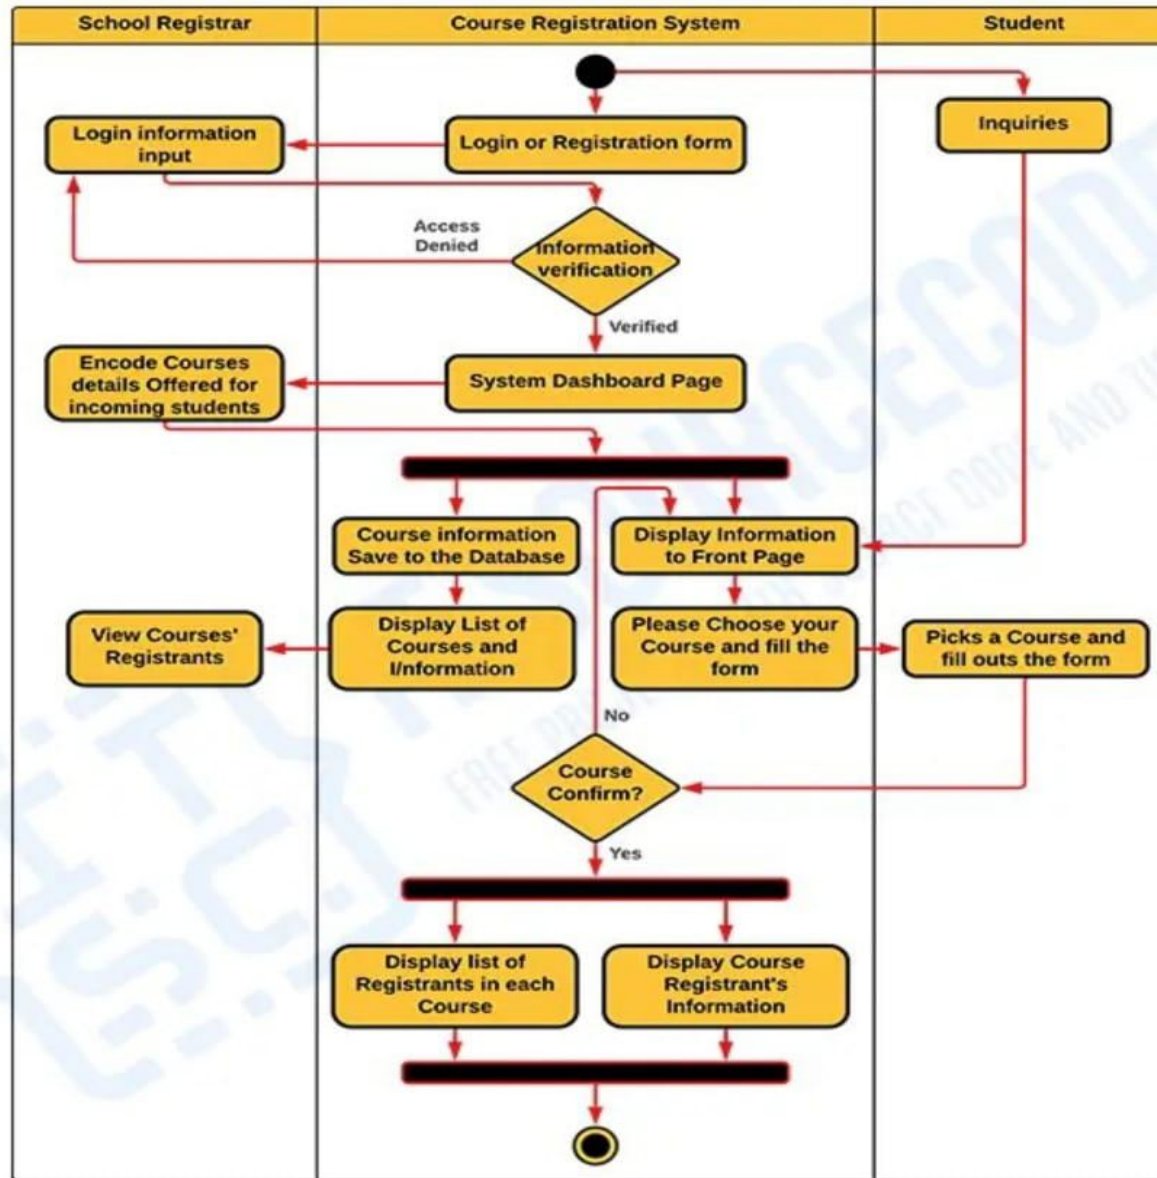 School Registrar
Course Registration System
Student
Login information
input
Login or Registration form
Inquiries
Access
Denied
Information
verification
Verified
Encode Courses
details Offered for
incoming students
System Dashboard Page
Course information
Save to the Database
Display Information
to Front Page
View Courses'
Registrants
Display List of
Courses and
I/nformation
Please Choose your
Course and fill the
form
Picks a Course and
fill outs the form
No
Course
Confirm?
Yes
Display list of
Registrants in each
Course
Display Course
Registrant's
Information